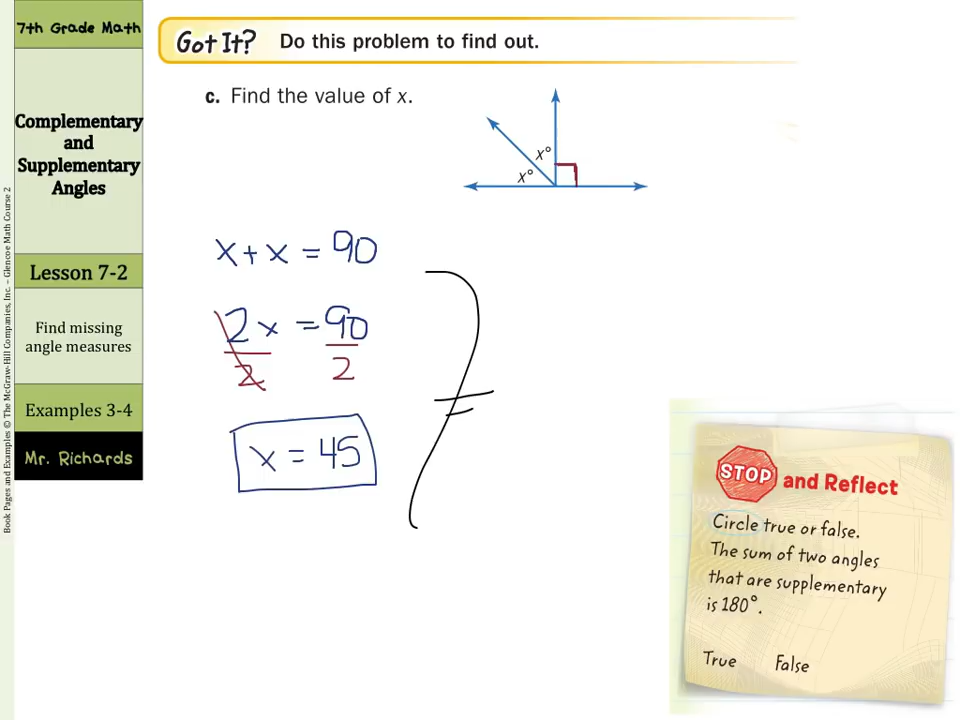 7th Grade Math
Complementary
and
Supplementary
Angles
Lesson 7-2
Find missing
angle measures
Examples 3-4
Mr. Richards
Book Pages and Examples © The McGraw-Hill Companies, Inc. – Glencoe Math Course 2
Got It? Do this problem to find out.
c. Find the value of x.
x°
x°
x + x = 90
2x = 90
2 2
x = 45
STOP and Reflect
Circle true or false.
The sum of two angles
that are supplementary
is 180°.
True False